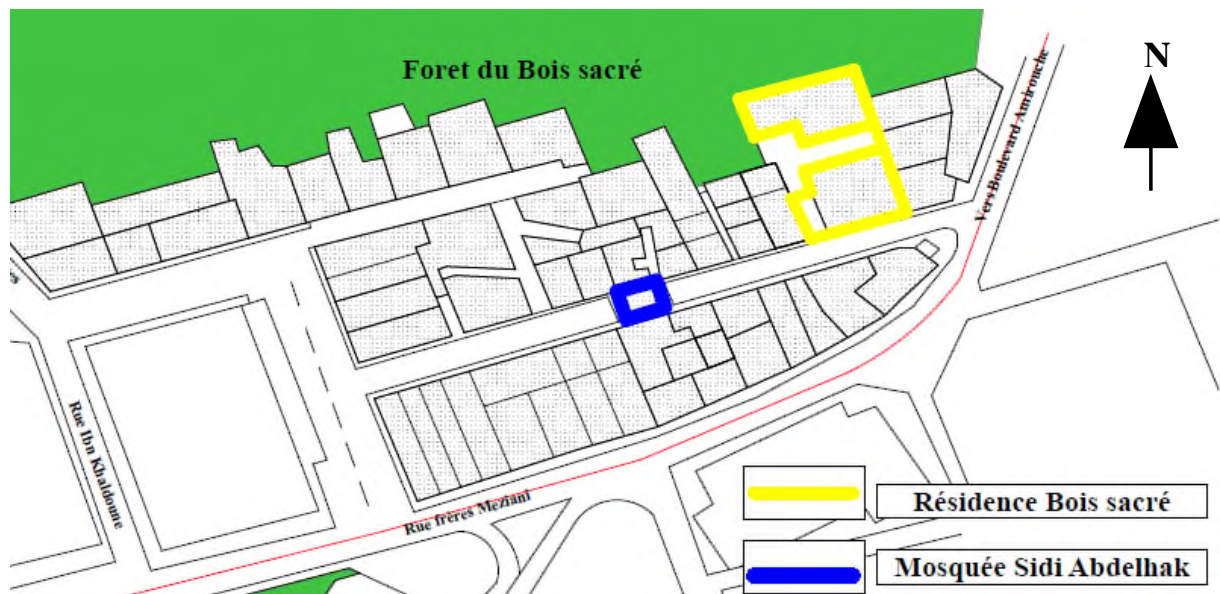 Foret du Bois sacré
N
Vers Boulevard Amirouche
Rue Ibn Khaldoune
Rue frères Meziani
Résidence Bois sacré
Mosquée Sidi Abdelhak